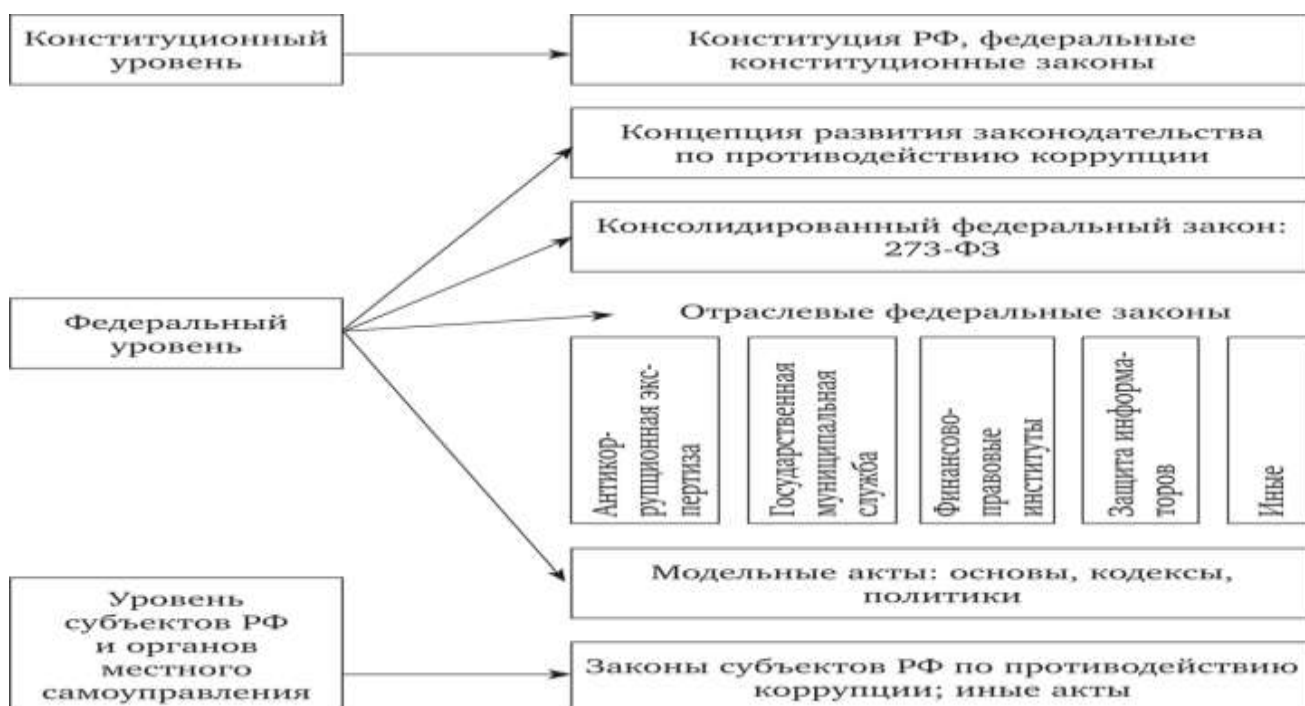 Конституционный
уровень
Конституция РФ, федеральные
конституционные законы
Концепция развития законодательства
по противодействию коррупции
Консолидированный федеральный закон:
273-ФЗ
Федеральный
уровень
Отраслевые федеральные законы
Антикор-
рупционная экс-
пертиза
Государственная
муниципальная
служба
Финансово-
правовые
институты
Защита информа-
торов
Иные
Модельные акты: основы, кодексы,
политики
Уровень
субъектов РФ
и органов
местного
самоуправления
Законы субъектов РФ по противодействию
коррупции; иные акты